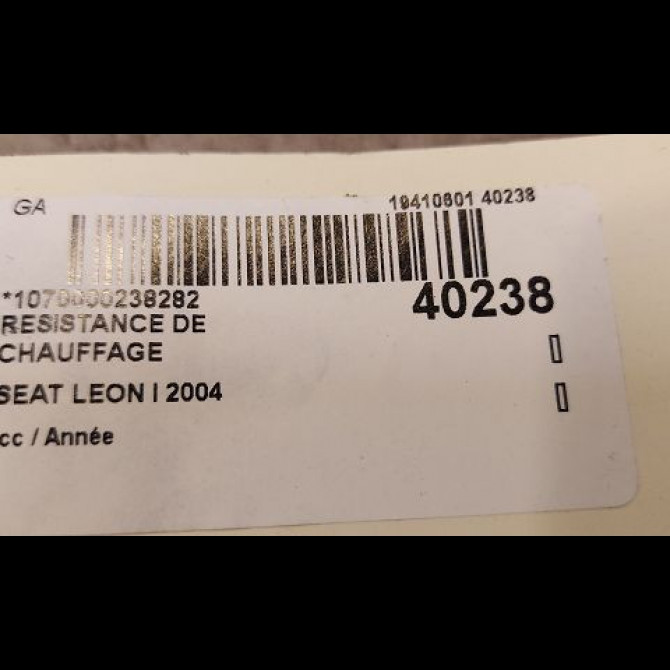 GA
19410601 40238
*1070000238282
40238
RESISTANCE DE
CHAUFFAGE
SEAT LEON I 2004
cc / Année